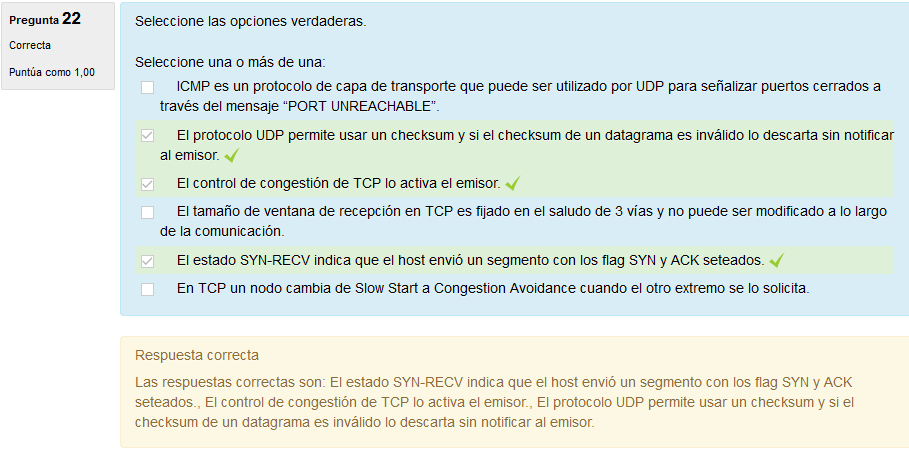 Pregunta 22
Correcta
Puntúa como 1,00
Seleccione las opciones verdaderas.
Seleccione una o más de una:
ICMP es un protocolo de capa de transporte que puede ser utilizado por UDP para señalizar puertos cerrados a
través del mensaje “PORT UNREACHABLE”.
El protocolo UDP permite usar un checksum y si el checksum de un datagrama es inválido lo descarta sin notificar
al emisor.
El control de congestión de TCP lo activa el emisor.
El tamaño de ventana de recepción en TCP es fijado en el saludo de 3 vías y no puede ser modificado a lo largo
de la comunicación.
El estado SYN-RECV indica que el host envió un segmento con los flag SYN y ACK seteados.
En TCP un nodo cambia de Slow Start a Congestion Avoidance cuando el otro extremo se lo solicita.
Respuesta correcta
Las respuestas correctas son: El estado SYN-RECV indica que el host envió un segmento con los flag SYN y ACK
seteados., El control de congestión de TCP lo activa el emisor., El protocolo UDP permite usar un checksum y si el
checksum de un datagrama es inválido lo descarta sin notificar al emisor.